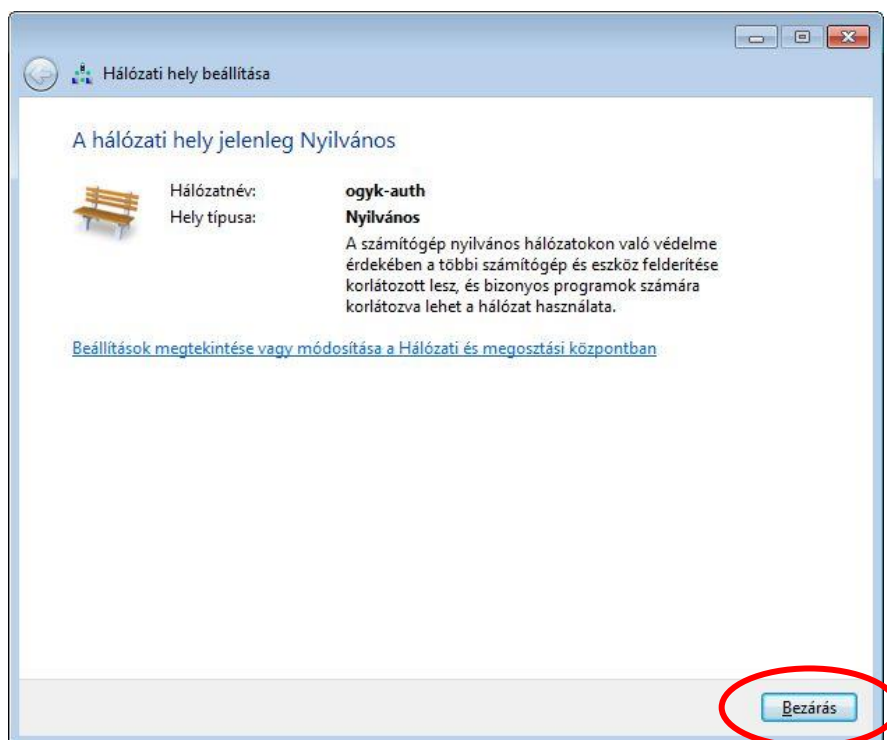 Hálózati hely beállítása
A hálózati hely jelenleg Nyilvános
Hálózatnév: ogyk-auth
Hely típusa: Nyilvános
A számítógép nyilvános hálózatokon való védelme
érdekében a többi számítógép és eszköz felderítése
korlátozott lesz, és bizonyos programok számára
korlátozva lehet a hálózat használata.
Beállítások megtekintése vagy módosítása a Hálózati és megosztási központban
Bezárás